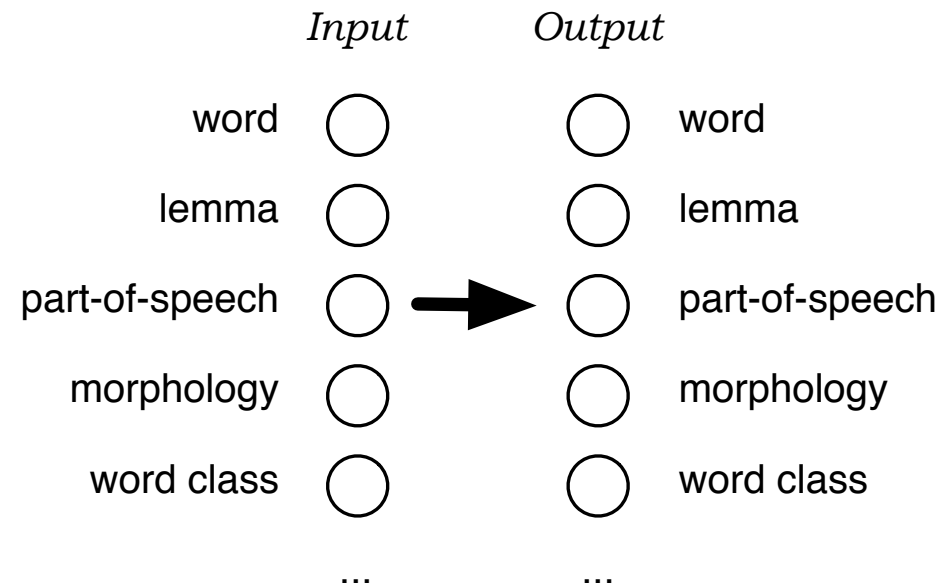 Input Output
word word
lemma lemma
part-of-speech part-of-speech
morphology morphology
word class word class
... ...